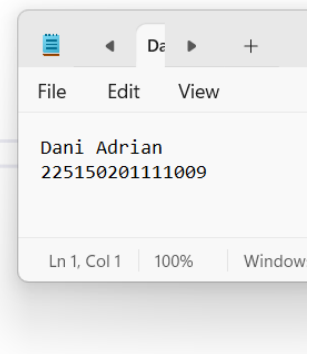 Da
File Edit View
Dani Adrian
225150201111009
Ln 1, Col 1 100% Window